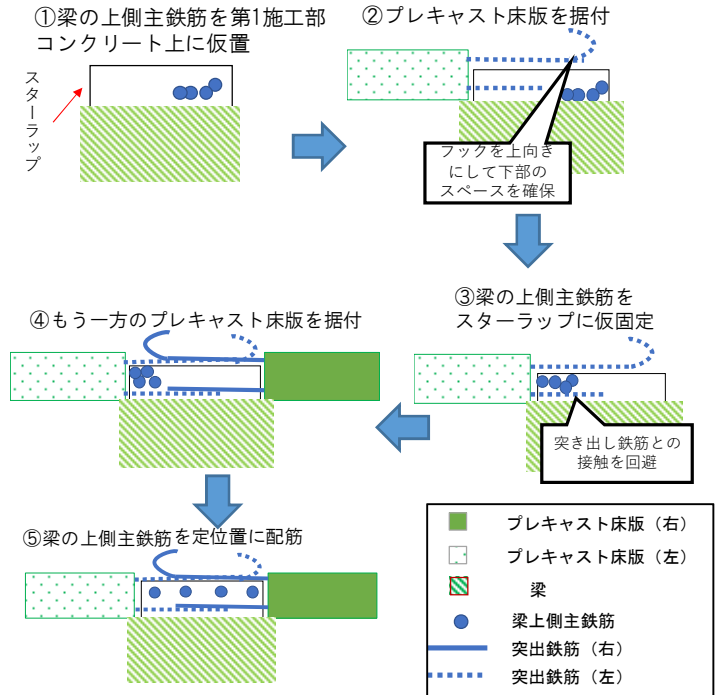 ①梁の上側主鉄筋を第1施工部
コンクリート上に仮置
スターラップ
②プレキャスト床版を据付
フックを上向き
にして下部の
スペースを確保
③梁の上側主鉄筋を
スターラップに仮固定
突き出し鉄筋との
接触を回避
④もう一方のプレキャスト床版を据付
⑤梁の上側主鉄筋を定位置に配筋
プレキャスト床版（右）
プレキャスト床版（左）
梁
梁上側主鉄筋
突出鉄筋（右）
突出鉄筋（左）